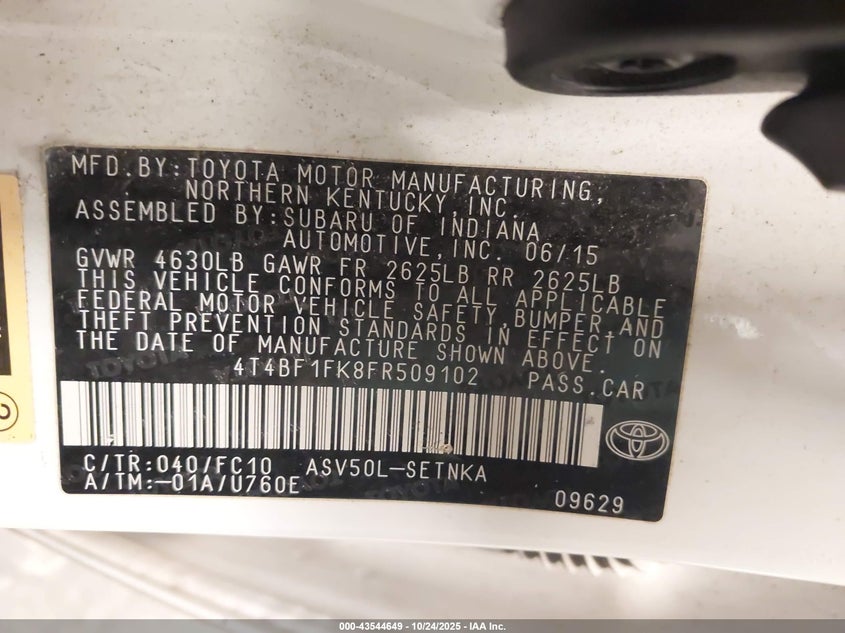 MFD.BY:TOYOTA MOTOR MANUFACTURING,
NORTHERN KENTUCKY,INC.
ASSEMBLED BY:SUBARU OF INDIANA
AUTOMOTIVE,INC. 06/15
GVWR 4630LB GAWR FR 2625LB RR 2625LB
THIS VEHICLE CONFORMS TO ALL APPLICABLE
FEDERAL MOTOR VEHICLE SAFETY,BUMPER,AND
THEFT PREVENTION STANDARDS IN EFFECT ON
THE DATE OF MANUFACTURE SHOWN ABOVE.
4T4BF1FK8FR509102 PASS.CAR
C/TR:040/FC10 ASV50L-SETNKA
A/TM:-01A/U760E
09629
2
000-43544649 | 10/24/2025 | IAA Inc.